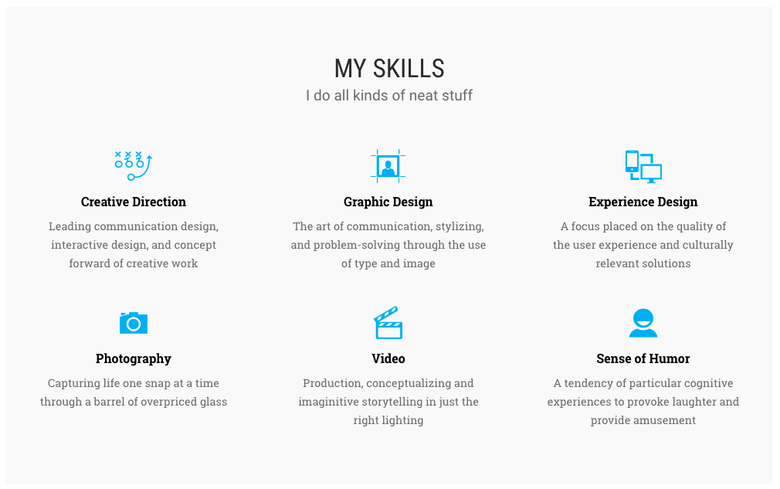 MY SKILLS
I do all kinds of neat stuff
Creative Direction
Leading communication design,
interactive design, and concept
forward of creative work
Graphic Design
The art of communication, stylizing,
and problem-solving through the use
of type and image
Experience Design
A focus placed on the quality of
the user experience and culturally
relevant solutions
Photography
Capturing life one snap at a time
through a barrel of overpriced glass
Video
Production, conceptualizing and
imaginitive storytelling in just the
right lighting
Sense of Humor
A tendency of particular cognitive
experiences to provoke laughter and
provide amusement